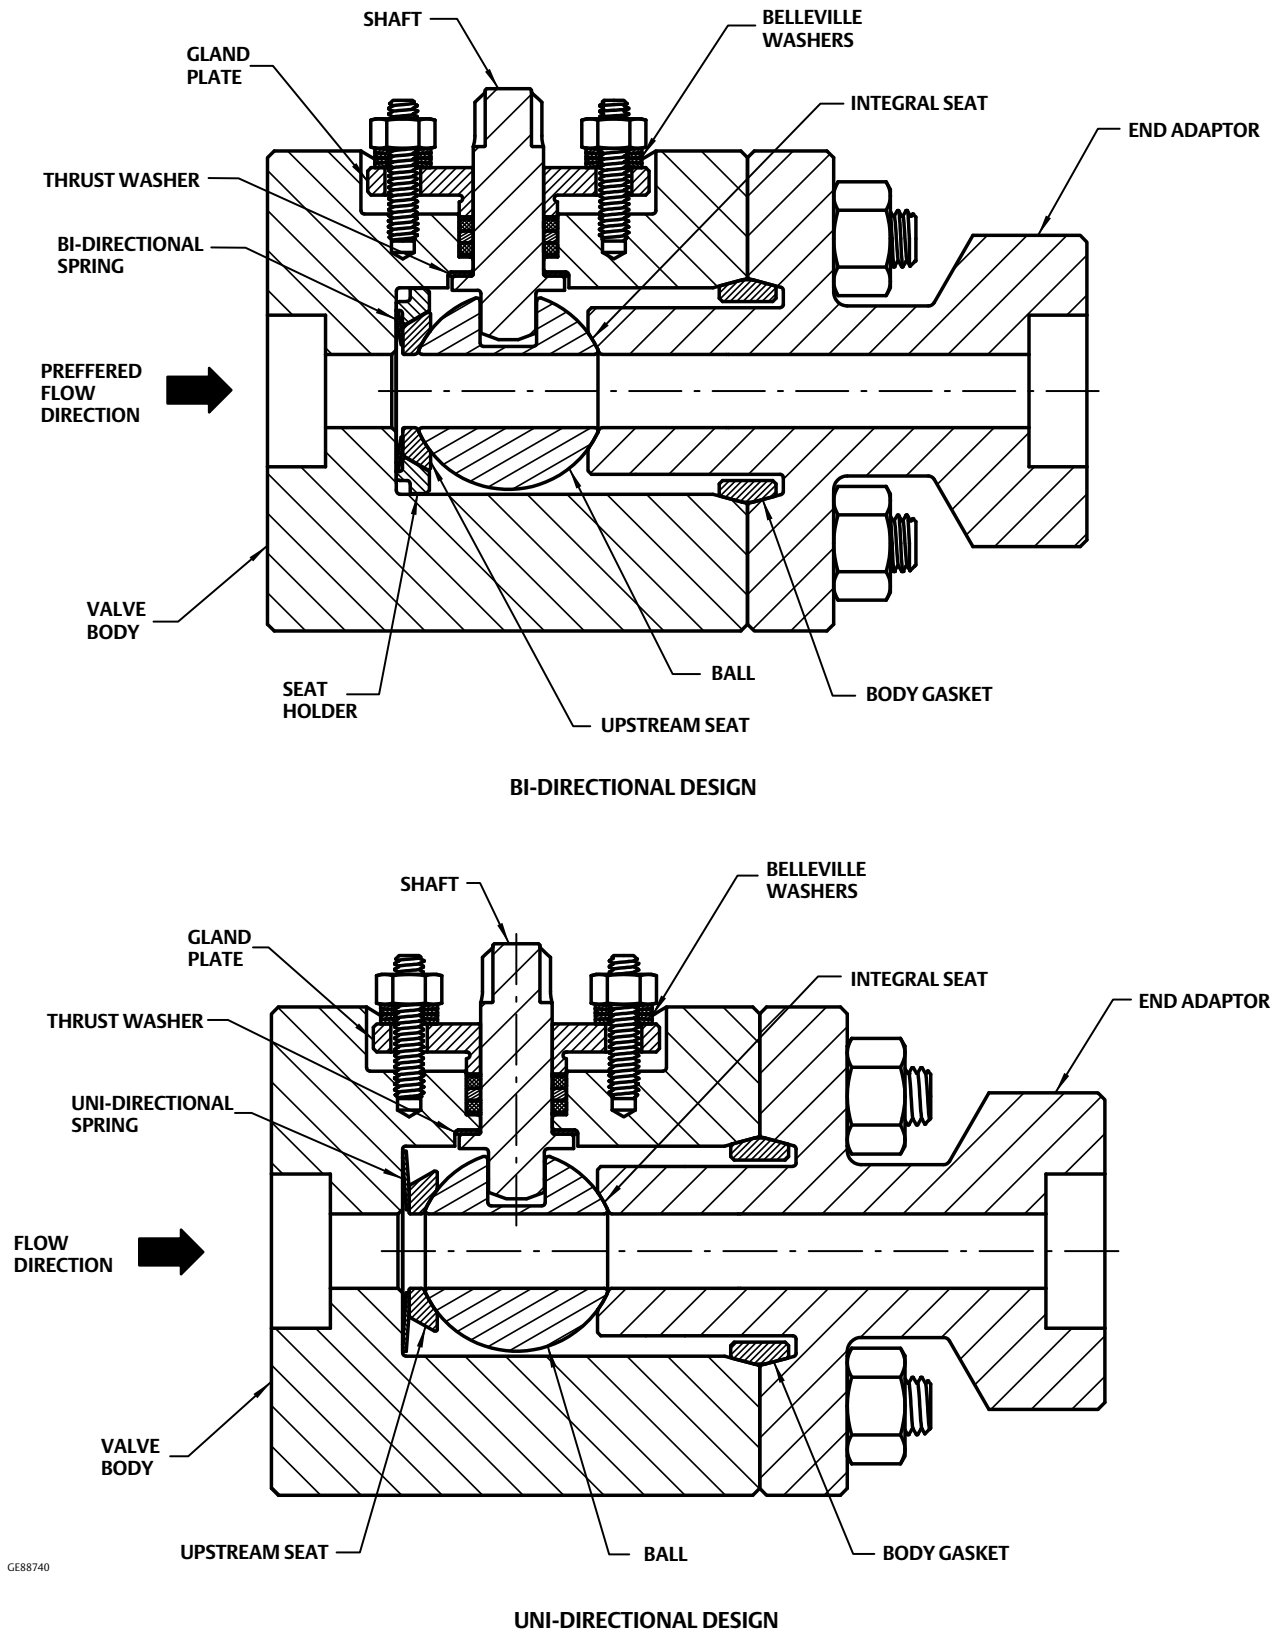 SHAFT
BELLEVILLE
WASHERS
GLAND
PLATE
INTEGRAL SEAT
END ADAPTOR
THRUST WASHER
BI-DIRECTIONAL
SPRING
PREFFERED
FLOW
DIRECTION
VALVE
BODY
SEAT
HOLDER
BALL
BODY GASKET
UPSTREAM SEAT
BI-DIRECTIONAL DESIGN
SHAFT
BELLEVILLE
WASHERS
GLAND
PLATE
INTEGRAL SEAT
END ADAPTOR
THRUST WASHER
UNI-DIRECTIONAL
SPRING
FLOW
DIRECTION
VALVE
BODY
UPSTREAM SEAT
BALL
BODY GASKET
GE88740
UNI-DIRECTIONAL DESIGN